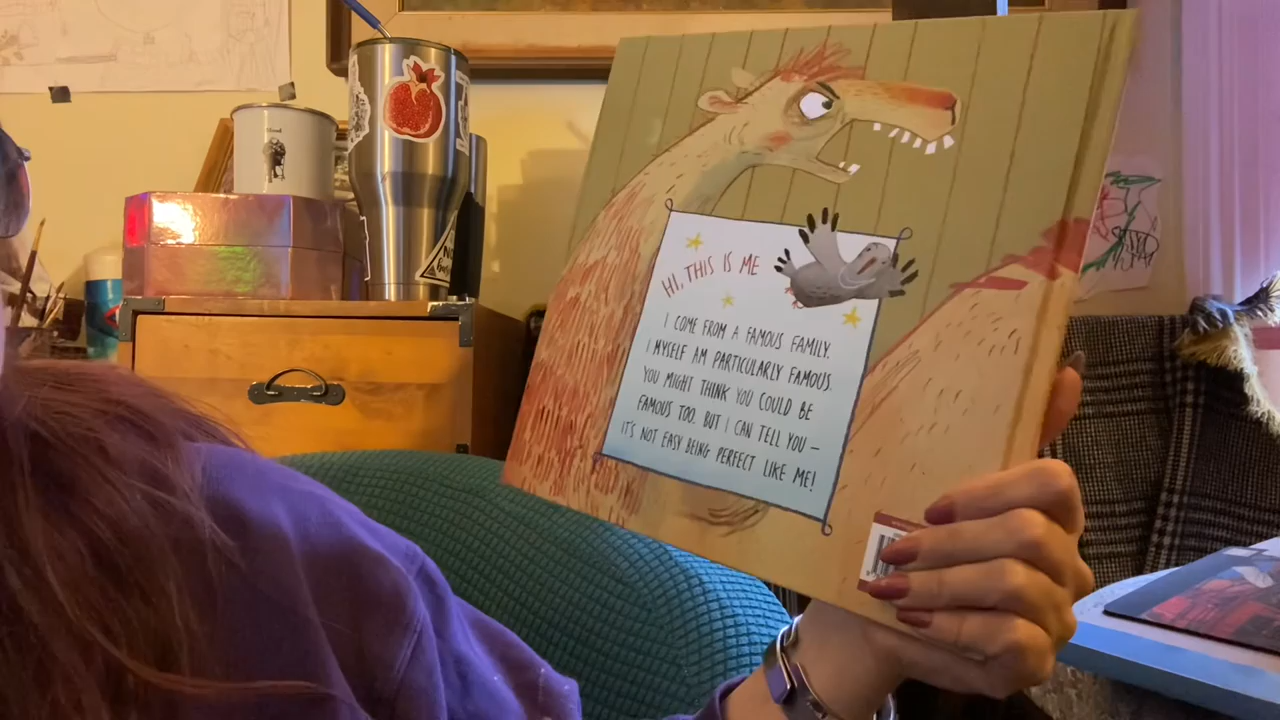 HI, THIS IS ME
I COME FROM A FAMOUS FAMILY.
I MYSELF AM PARTICULARLY FAMOUS.
YOU MIGHT THINK YOU COULD BE
FAMOUS TOO. BUT I CAN TELL YOU –
IT'S NOT EASY BEING PERFECT LIKE ME!